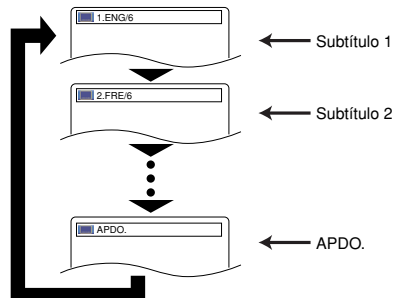 1.ENG/6
Subtítulo 1
2.FRE/6
Subtítulo 2
APDO.
APDO.